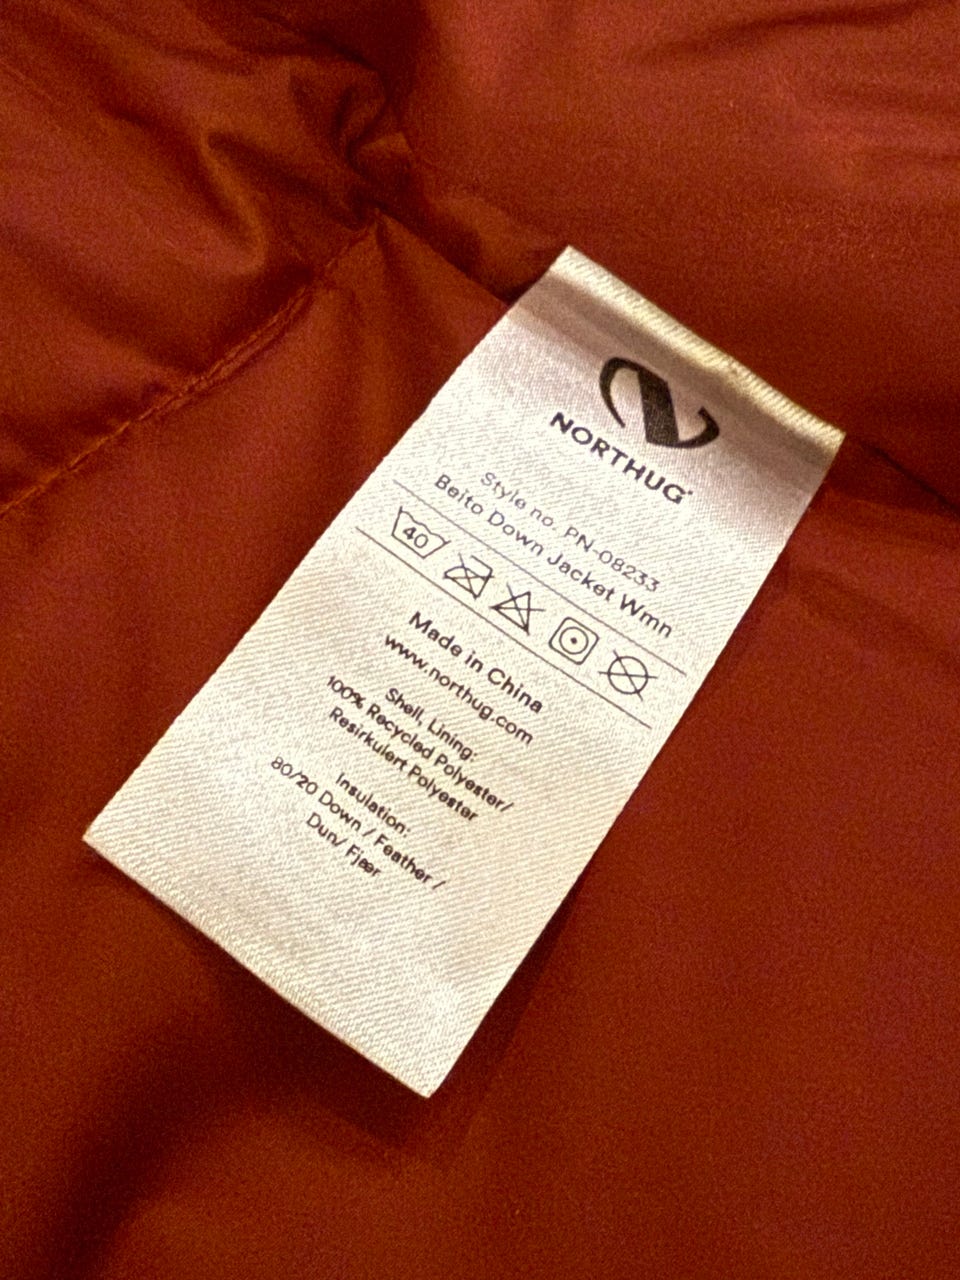 NORTHUG
Style no. PN-08233
Beito Down Jacket Wmn
40
Made in China
www.northug.com
Shell, Lining:
100% Recycled Polyester/
Resirkulert Polyester
Insulation:
80/20 Down / Feather /
Dun/ Fjær